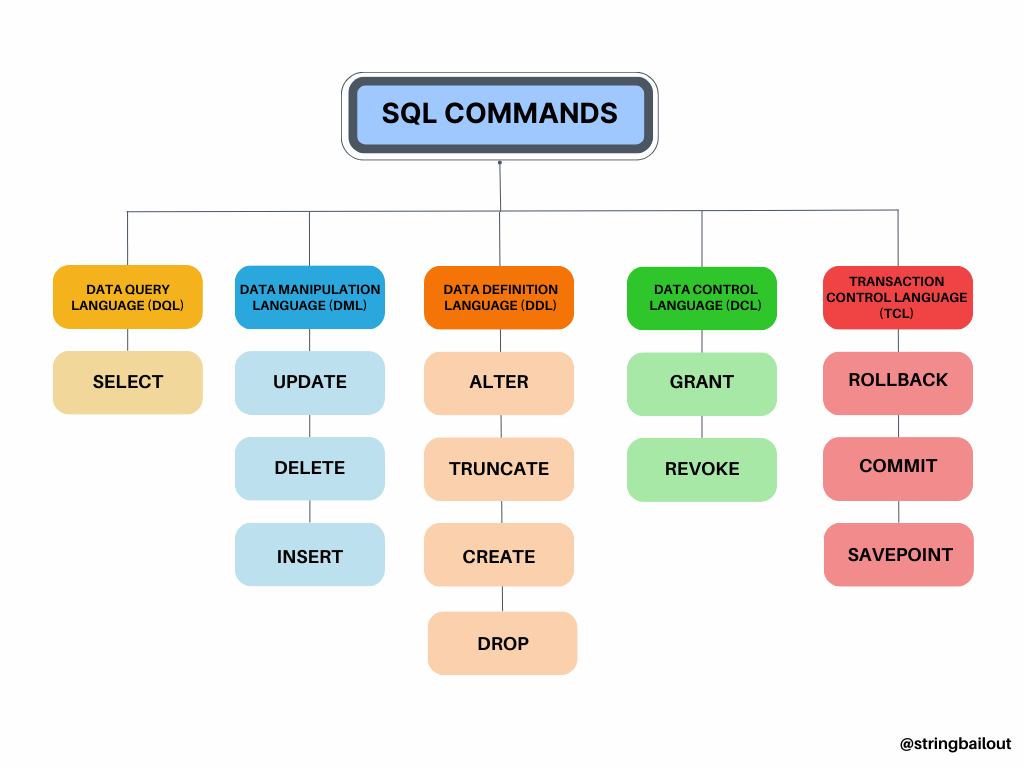 SQL COMMANDS
DATA QUERY
LANGUAGE (DQL)
DATA MANIPULATION
LANGUAGE (DML)
DATA DEFINITION
LANGUAGE (DDL)
DATA CONTROL
LANGUAGE (DCL)
TRANSACTION
CONTROL LANGUAGE
(TCL)
SELECT
UPDATE
ALTER
GRANT
ROLLBACK
DELETE
TRUNCATE
REVOKE
COMMIT
INSERT
CREATE
SAVEPOINT
DROP
@stringbailout